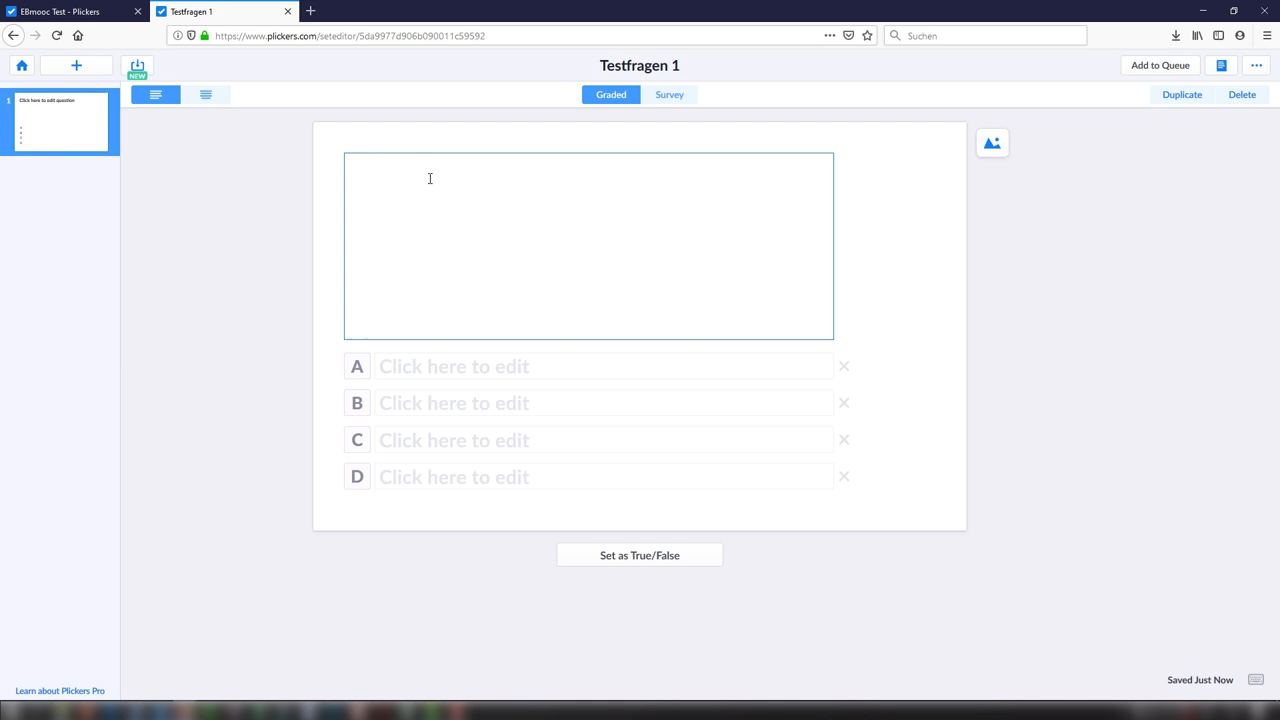 EBmooc Test - Plickers
Testfragen 1
https://www.plickers.com/seteditor/5da9977d906b090011c59592
Suchen
NEW
Testfragen 1
Add to Queue
Graded
Survey
Duplicate
Delete
1
Click here to edit question
A Click here to edit
B Click here to edit
C Click here to edit
D Click here to edit
Set as True/False
Learn about Plickers Pro
Saved Just Now